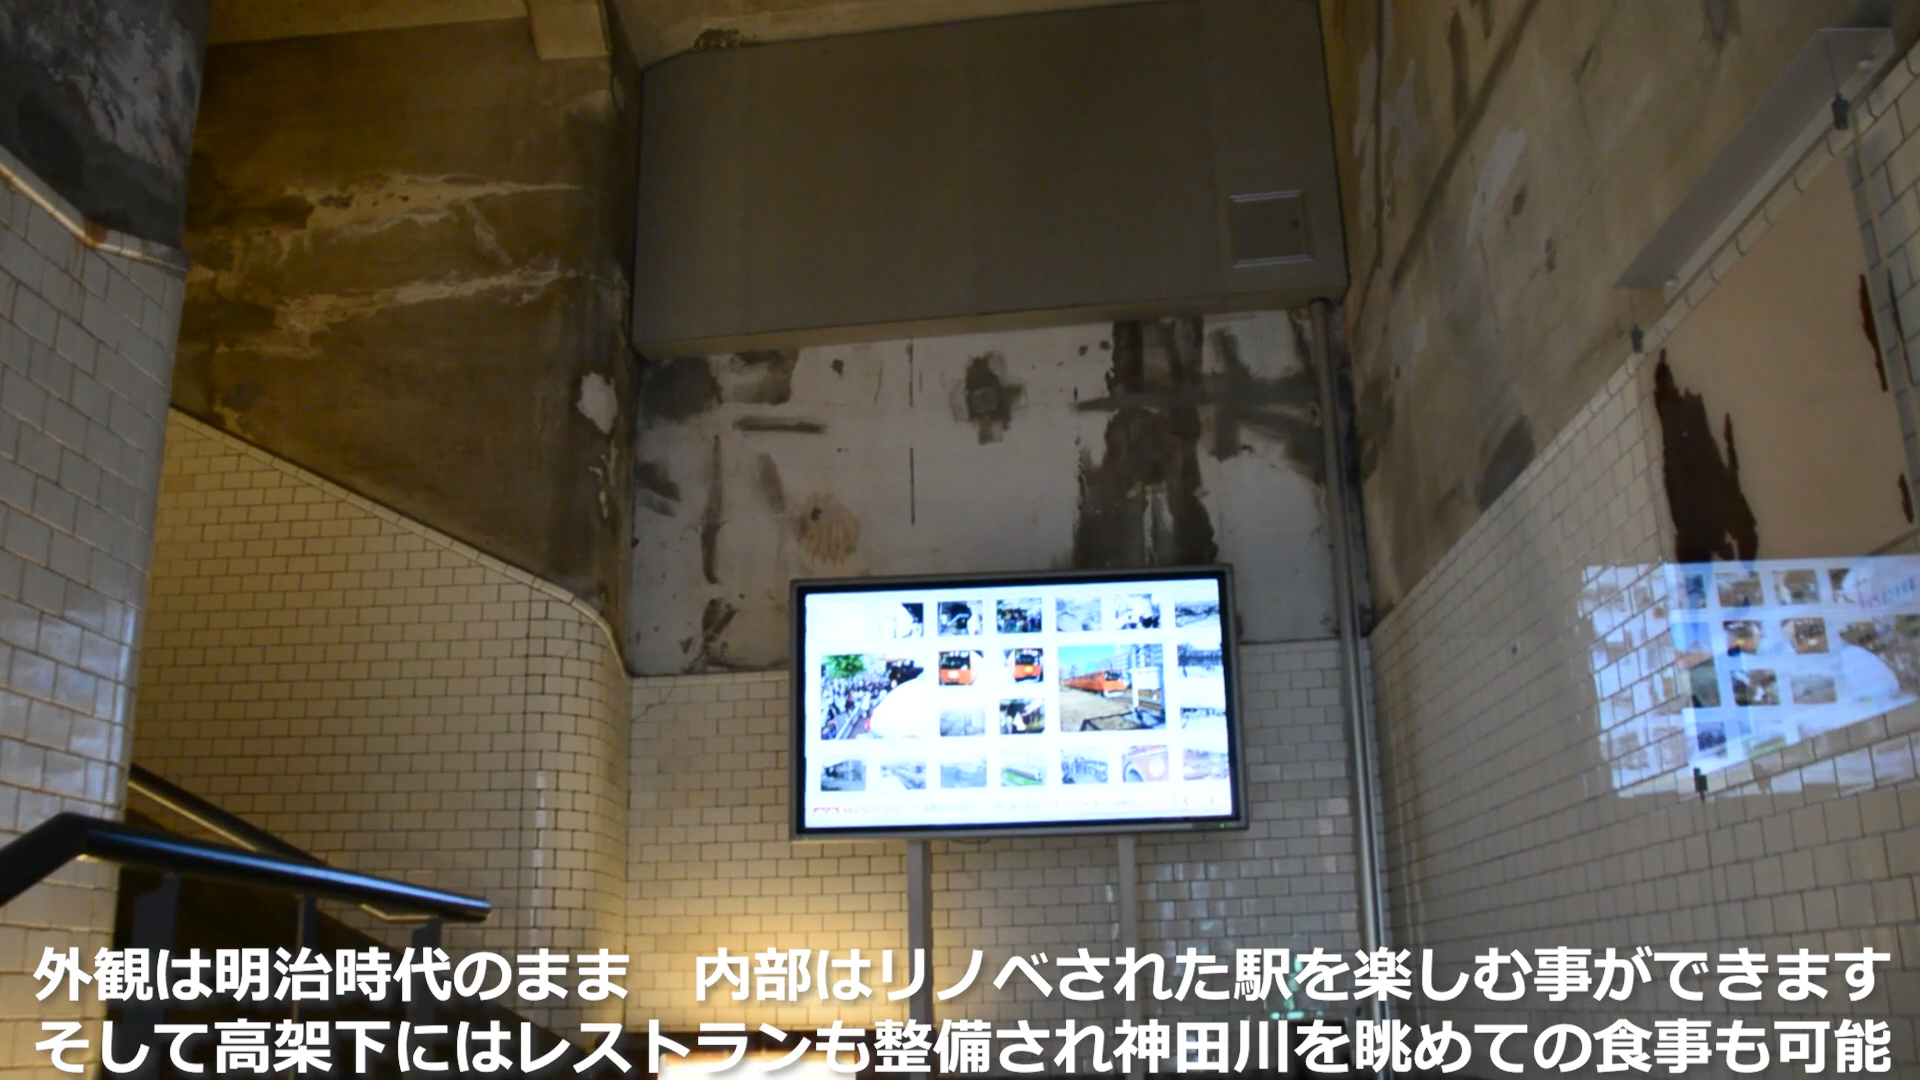 外観は明治時代のまま　内部はリノベされた駅を楽しむ事ができます
そして高架下にはレストランも整備され神田川を眺めての食事も可能